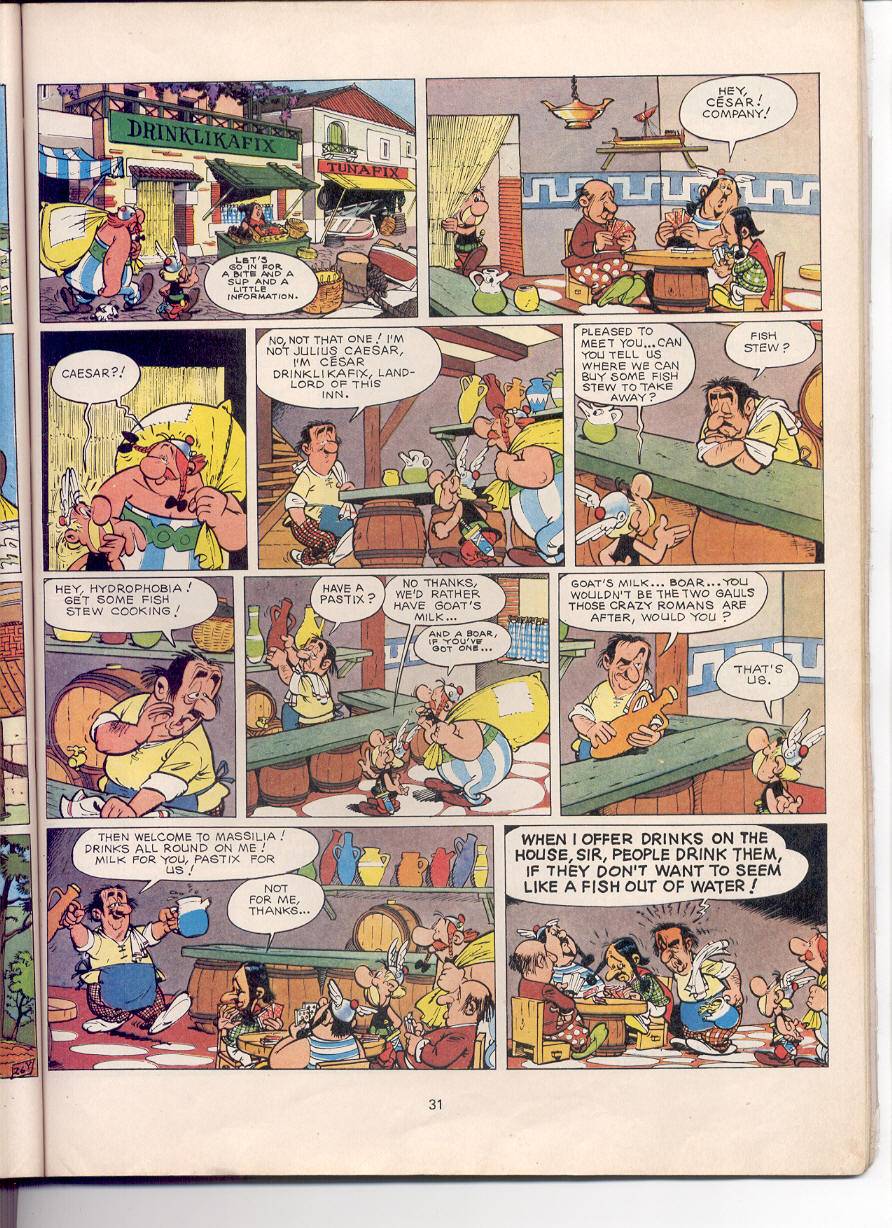 DRINKLIKAFIX
TUNAFIX
LET'S
GO IN FOR
A BITE AND A
SUP AND A
LITTLE
INFORMATION.
HEY,
CÉSAR!
COMPANY!
CAESAR?!
NO, NOT THAT ONE! I'M
NOT JULIUS CAESAR,
I'M CÉSAR
DRINKLIKAFIX, LAND-
LORD OF THIS
INN.
PLEASED TO
MEET YOU...CAN
YOU TELL US
WHERE WE CAN
BUY SOME FISH
STEW TO TAKE
AWAY?
FISH
STEW?
HEY, HYDROPHOBIA!
GET SOME FISH
STEW COOKING!
HAVE A
PASTIX?
NO THANKS,
WE'D RATHER
HAVE GOAT'S
MILK...
AND A BOAR,
IF YOU'VE
GOT ONE...
GOAT'S MILK... BOAR...YOU
WOULDN'T BE THE TWO GAULS
THOSE CRAZY ROMANS ARE
AFTER, WOULD YOU?
THAT'S
US.
THEN WELCOME TO MASSILIA!
DRINKS ALL ROUND ON ME!
MILK FOR YOU, PASTIX FOR
US!
NOT
FOR ME,
THANKS...
WHEN I OFFER DRINKS ON THE
HOUSE, SIR, PEOPLE DRINK THEM,
IF THEY DON'T WANT TO SEEM
LIKE A FISH OUT OF WATER!
31